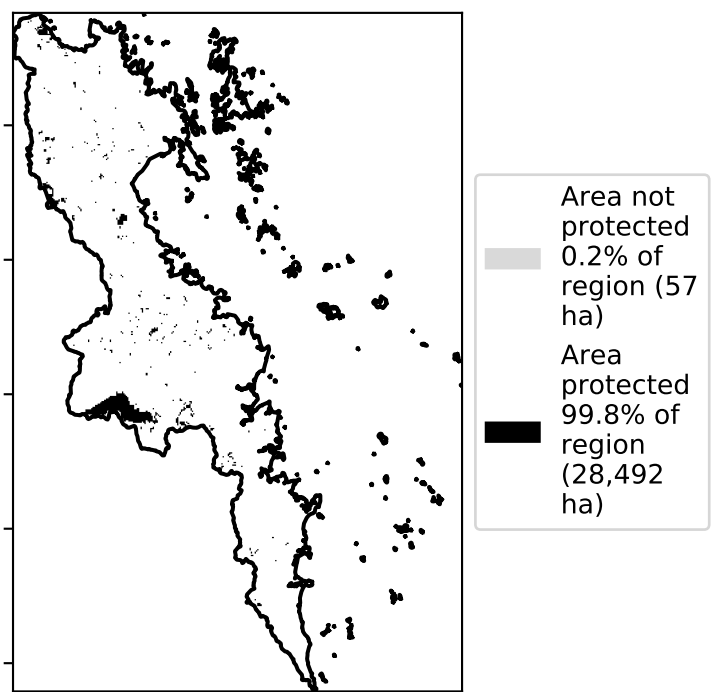 Area not
protected
0.2% of
region (57
ha)
Area
protected
99.8% of
region
(28,492
ha)